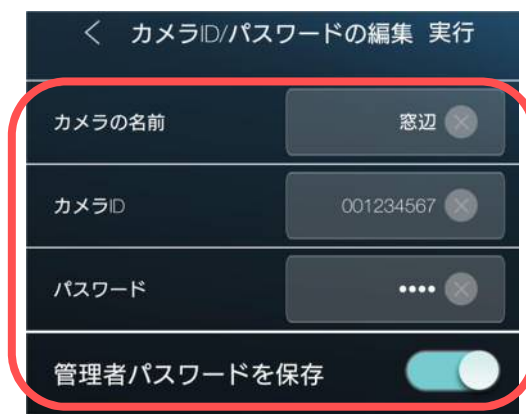 カメラID/パスワードの編集 実行
カメラの名前 窓辺
カメラID 001234567
パスワード ••••
管理者パスワードを保存